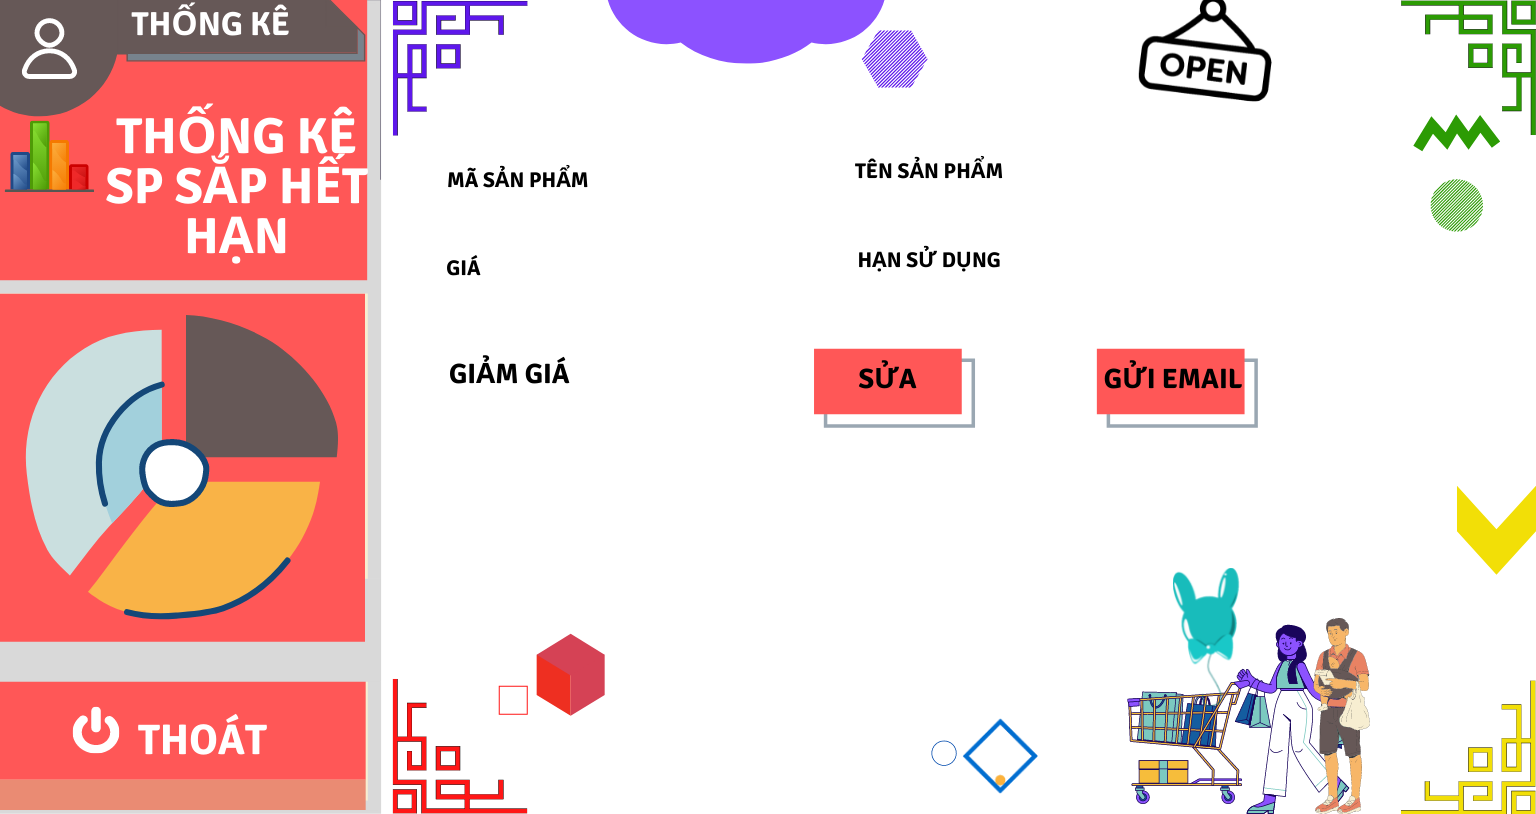 THỐNG KÊ
THỐNG KÊ
SP SẮP HẾT
HẠN
THOÁT
OPEN
MÃ SẢN PHẨM
TÊN SẢN PHẨM
GIÁ
HẠN SỬ DỤNG
GIẢM GIÁ
SỬA
GỬI EMAIL